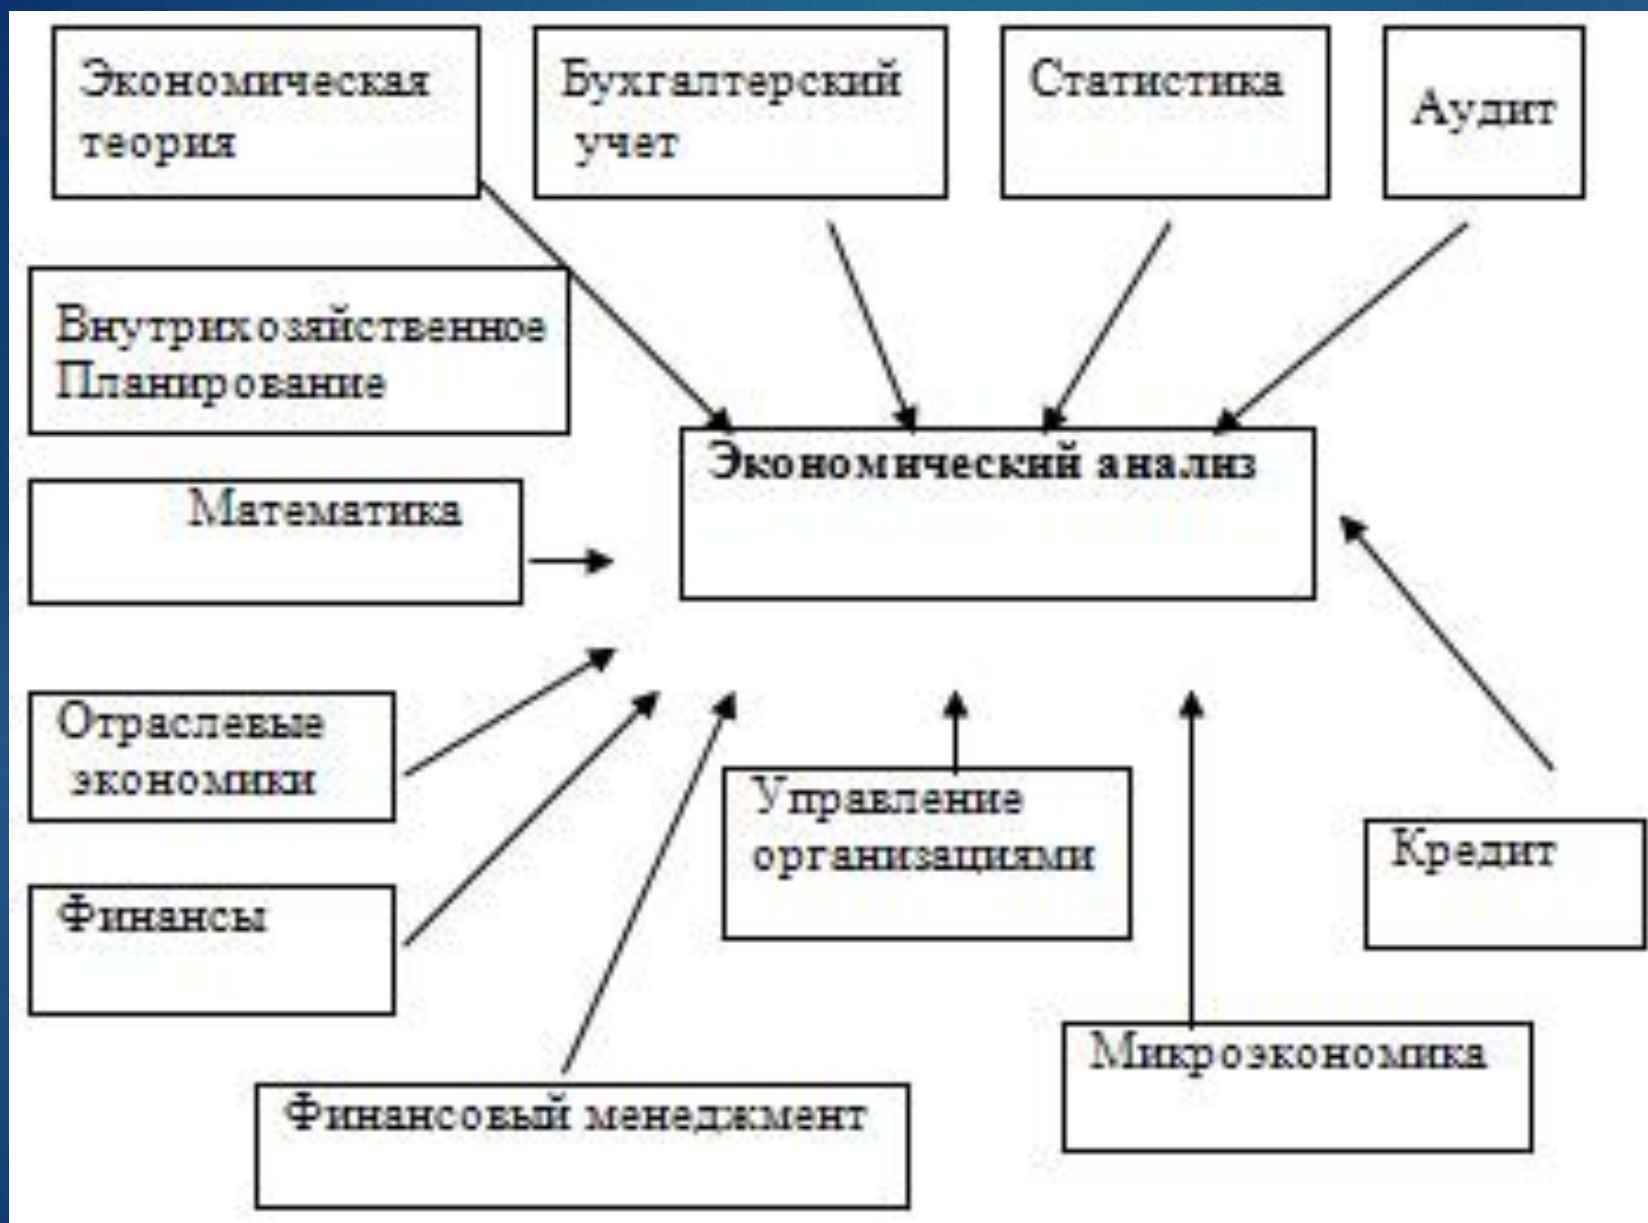 Экономическая
теория
Бухгалтерский
учет
Статистика
Аудит
Внутрихозяйственное
Планирование
Экономический анализ
Математика
Отраслевые
экономики
Управление
организациями
Кредит
Финансы
Микроэкономика
Финансовый менеджмент